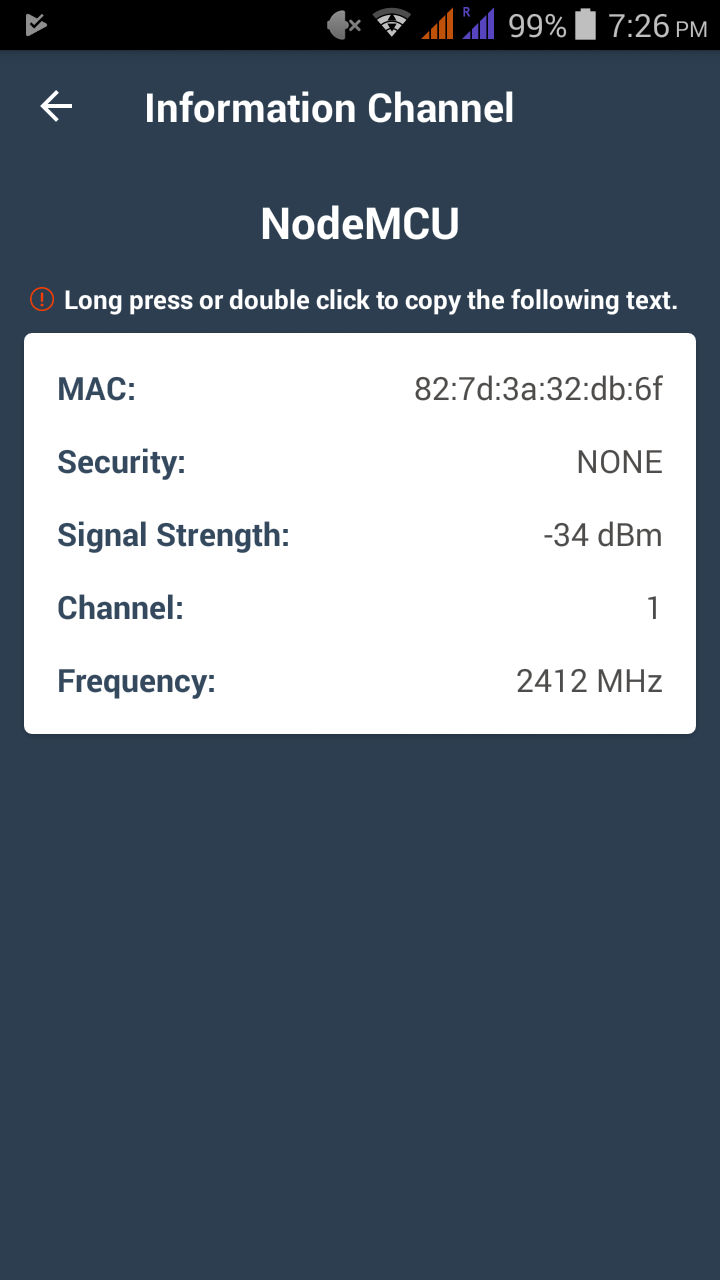 R 99% 7:26 PM
Information Channel
NodeMCU
! Long press or double click to copy the following text.
MAC: 82:7d:3a:32:db:6f
Security: NONE
Signal Strength: -34 dBm
Channel: 1
Frequency: 2412 MHz